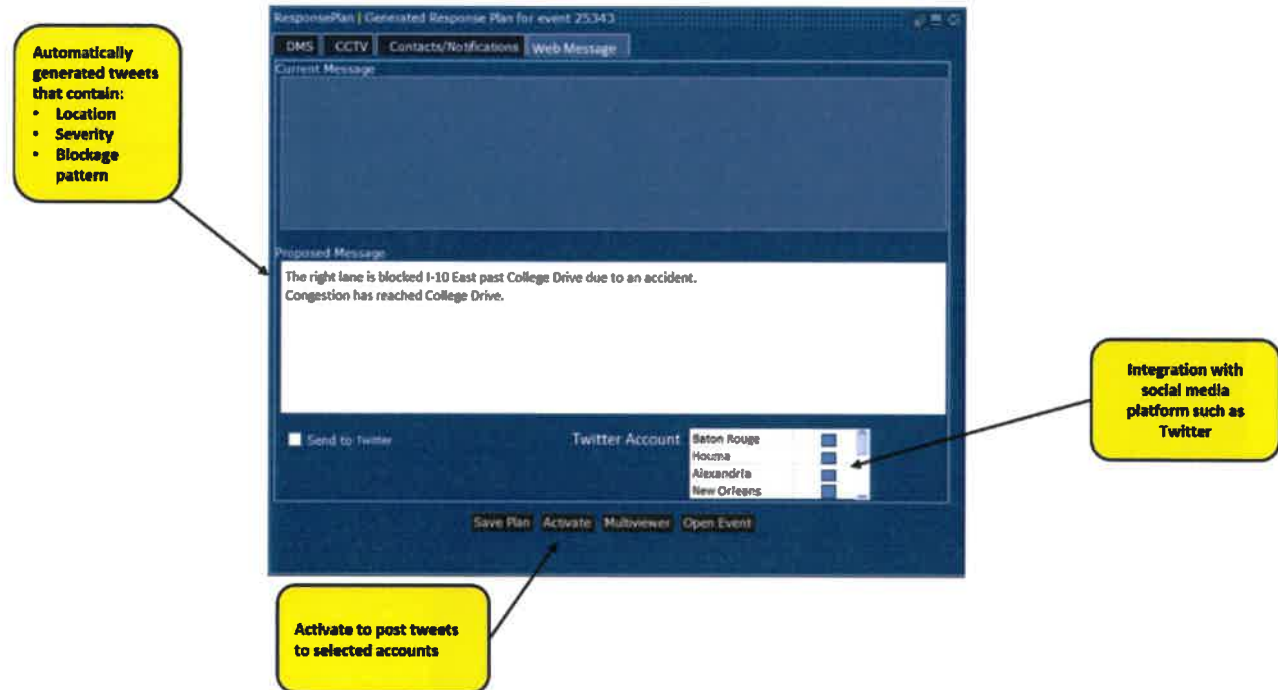 ResponsePlan | Generated Response Plan for event 25343
DMS CCTV Contacts/Notifications Web Message
Current Message
Automatically
generated tweets
that contain:
• Location
• Severity
• Blockage
pattern
Proposed Message
The right lane is blocked I-10 East past College Drive due to an accident.
Congestion has reached College Drive.
Integration with
social media
platform such as
Twitter
Send to Twitter
Twitter Account
Baton Rouge
Houma
Alexandria
New Orleans
Save Plan Activate Multiviewer Open Event
Activate to post tweets
to selected accounts